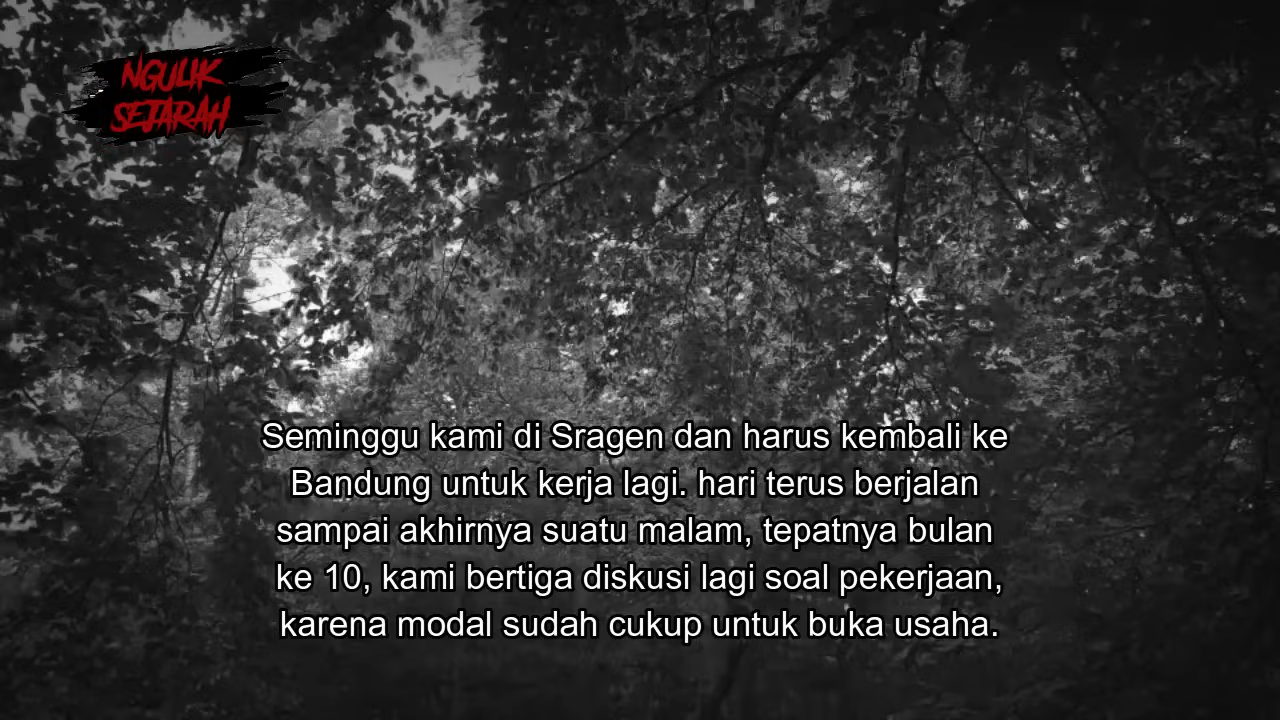 NGULIK
SEJARAH
Seminggu kami di Sragen dan harus kembali ke
Bandung untuk kerja lagi. hari terus berjalan
sampai akhirnya suatu malam, tepatnya bulan
ke 10, kami bertiga diskusi lagi soal pekerjaan,
karena modal sudah cukup untuk buka usaha.